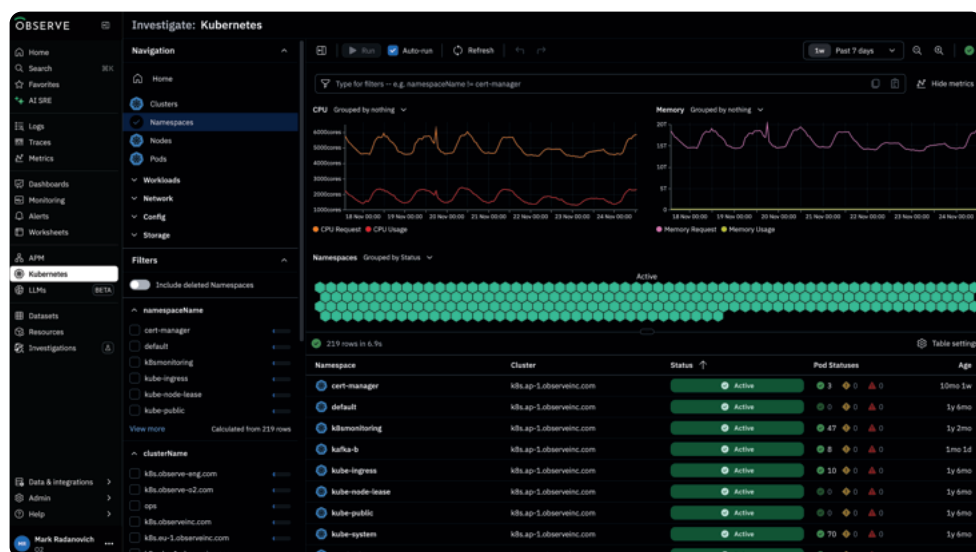 OBSERVE
Home
Search ⌘K
Favorites
AI SRE
Logs
Traces
Metrics
Dashboards
Monitoring
Alerts
Worksheets
APM
Kubernetes
LLMs BETA
Datasets
Resources
Investigations
Data & integrations
Admin
Help
MR Mark Radanovich
O2
Investigate: Kubernetes
Navigation
Home
Clusters
Namespaces
Nodes
Pods
Workloads
Network
Config
Storage
Filters
Include deleted Namespaces
namespaceName
cert-manager
default
k8smonitoring
kube-ingress
kube-node-lease
kube-public
View more Calculated from 219 rows
clusterName
k8s.observe-eng.com
k8s.observe-o2.com
ops
k8s.observeinc.com
k8s.eu-1.observeinc.com
Run Auto-run Refresh 1w Past 7 days
Type for filters -- e.g. namespaceName != cert-manager Hide metrics
CPU Grouped by nothing
6000cores
5000cores
4000cores
3000cores
2000cores
1000cores
18 Nov 00:00 19 Nov 00:00 20 Nov 00:00 21 Nov 00:00 22 Nov 00:00 23 Nov 00:00 24 Nov 00:00
CPU Request CPU Usage
Memory Grouped by nothing
20T
15T
10T
5T
0
18 Nov 00:00 19 Nov 00:00 20 Nov 00:00 21 Nov 00:00 22 Nov 00:00 23 Nov 00:00 24 Nov 00:00
Memory Request Memory Usage
Namespaces Grouped by Status
Active
219 rows in 6.9s Table settings
Namespace Cluster Status Pod Statuses Age
cert-manager k8s.ap-1.observeinc.com Active 3 0 0 10mo 1w
default k8s.ap-1.observeinc.com Active 0 0 0 1y 6mo
k8smonitoring k8s.ap-1.observeinc.com Active 47 0 0 1y 2mo
kafka-b k8s.ap-1.observeinc.com Active 8 0 0 1mo 1d
kube-ingress k8s.ap-1.observeinc.com Active 10 0 0 1y 6mo
kube-node-lease k8s.ap-1.observeinc.com Active 0 0 0 1y 6mo
kube-public k8s.ap-1.observeinc.com Active 0 0 0 1y 6mo
kube-system k8s.ap-1.observeinc.com Active 70 0 0 1y 6mo